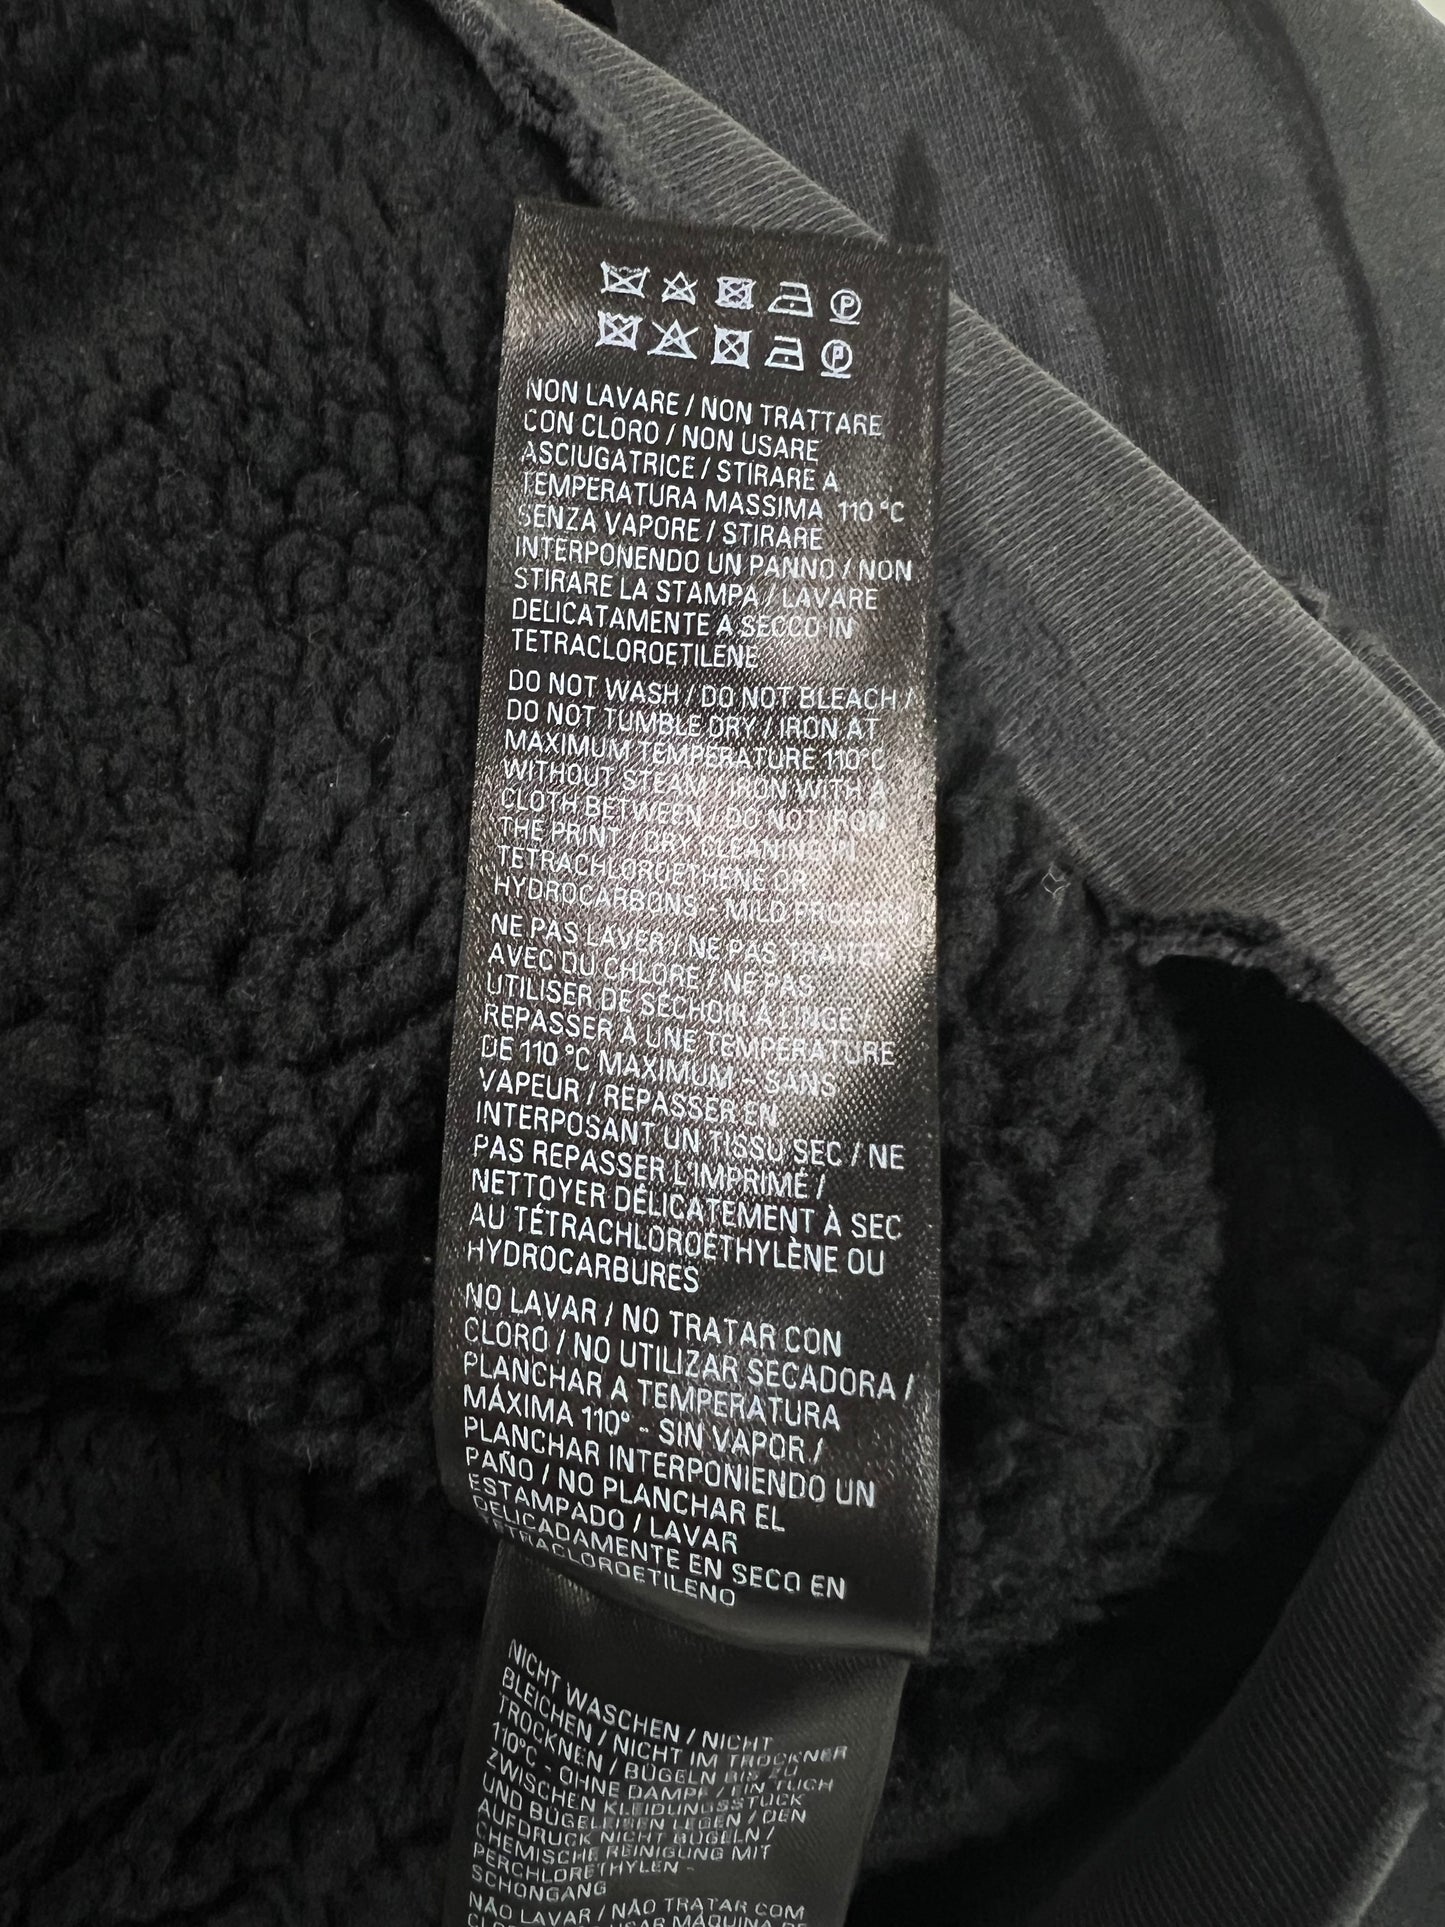 NON LAVARE / NON TRATTARE
CON CLORO / NON USARE
ASCIUGATRICE / STIRARE A
TEMPERATURA MASSIMA 110 °C
SENZA VAPORE / STIRARE
INTERPONENDO UN PANNO / NON
STIRARE LA STAMPA / LAVARE
DELICATAMENTE A SECCO IN
TETRACLOROETILENE
DO NOT WASH / DO NOT BLEACH /
DO NOT TUMBLE DRY / IRON AT
MAXIMUM TEMPERATURE 110°C
WITHOUT STEAM / IRON WITH A
CLOTH BETWEEN / DO NOT IRON
THE PRINT / DRY CLEANING IN
TETRACHLOROETHENE OR
HYDROCARBONS - MILD PROCESS
NE PAS LAVER / NE PAS TRAITER
AVEC DU CHLORE / NE PAS
UTILISER DE SÉCHOIR À LINGE /
REPASSER À UNE TEMPÉRATURE
DE 110 °C MAXIMUM - SANS
VAPEUR / REPASSER EN
INTERPOSANT UN TISSU SEC / NE
PAS REPASSER L'IMPRIMÉ /
NETTOYER DÉLICATEMENT À SEC
AU TÉTRACHLOROÉTHYLÈNE OU
HYDROCARBURES
NO LAVAR / NO TRATAR CON
CLORO / NO UTILIZAR SECADORA /
PLANCHAR A TEMPERATURA
MÁXIMA 110° - SIN VAPOR /
PLANCHAR INTERPONIENDO UN
PAÑO / NO PLANCHAR EL
ESTAMPADO / LAVAR
DELICADAMENTE EN SECO EN
TETRACLOROETILENO
NICHT WASCHEN / NICHT
BLEICHEN / NICHT IM TROCKNER
TROCKNEN / BÜGELN BIS ZU
110°C - OHNE DAMPF / EIN TUCH
ZWISCHEN KLEIDUNGSSTÜCK
UND BÜGELEISEN LEGEN / DEN
AUFDRUCK NICHT BÜGELN /
CHEMISCHE REINIGUNG MIT
PERCHLORETHYLEN -
SCHONGANG
NÃO LAVAR / NÃO TRATAR COM
USAR MÁQUINA DE